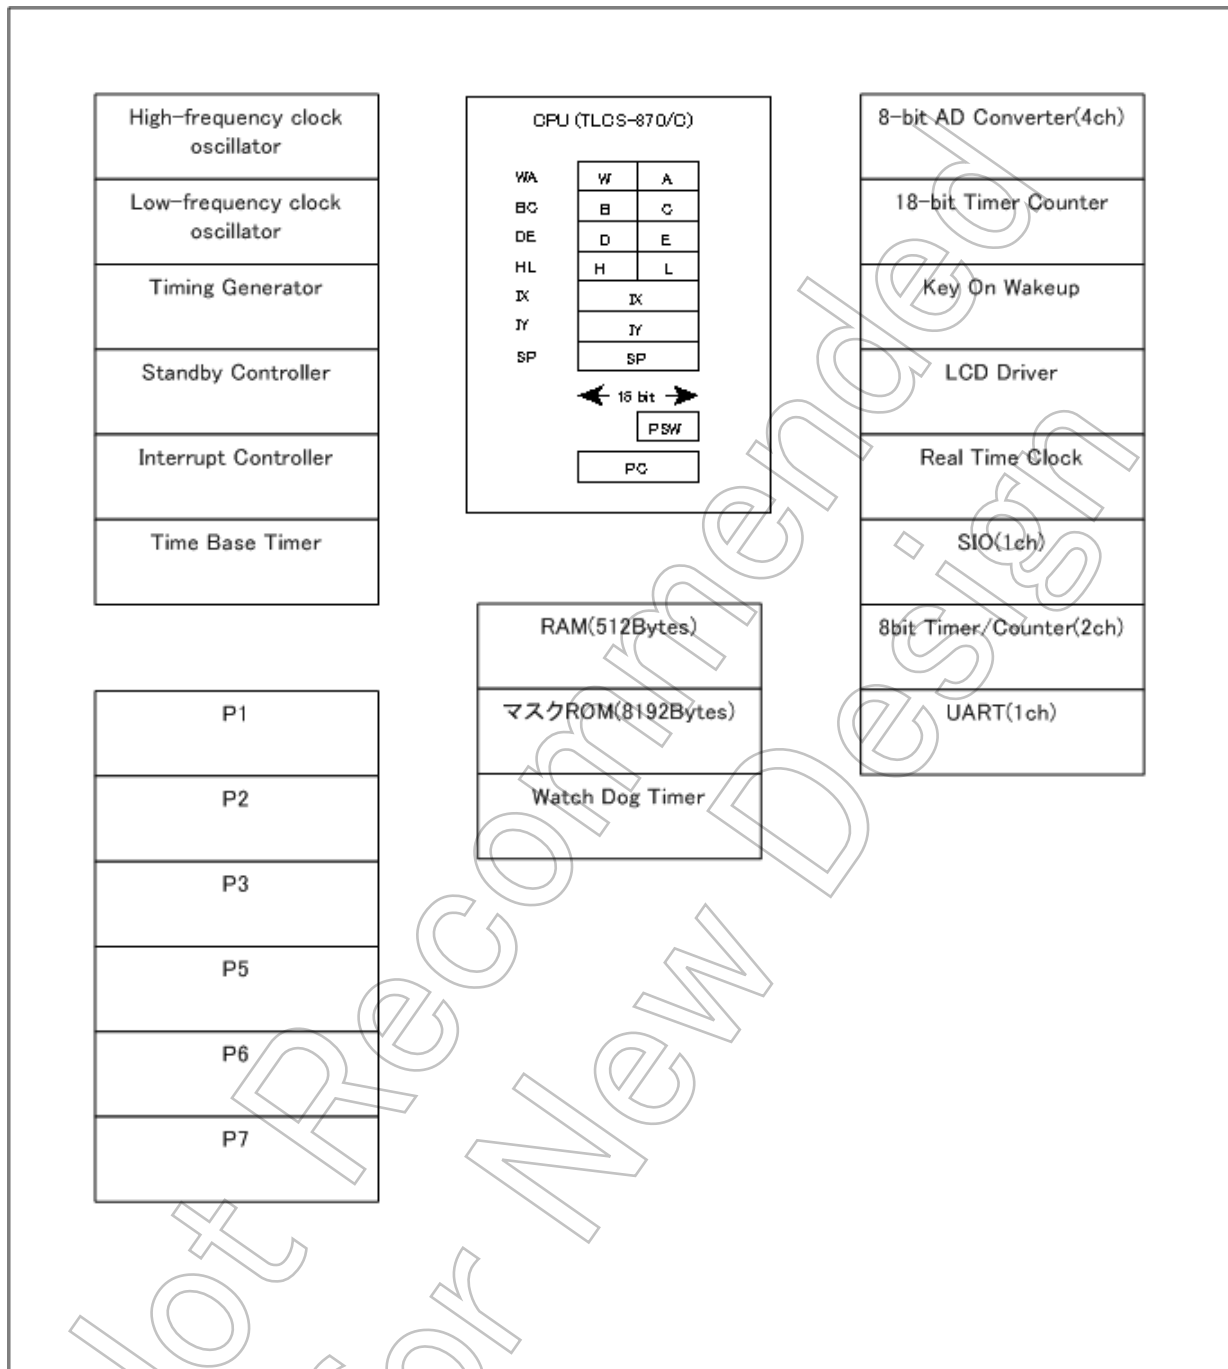 High-frequency clock
oscillator
Low-frequency clock
oscillator
Timing Generator
Standby Controller
Interrupt Controller
Time Base Timer
P1
P2
P3
P5
P6
P7
CPU (TLCS-870/C)
WA W A
BC B C
DE D E
HL H L
IX IX
IY IY
SP SP
16 bit
PSW
PC
RAM(512Bytes)
マスクROM(8192Bytes)
Watch Dog Timer
8-bit AD Converter(4ch)
18-bit Timer Counter
Key On Wakeup
LCD Driver
Real Time Clock
SIO(1ch)
8bit Timer/Counter(2ch)
UART(1ch)
Not Recommended
for New Design